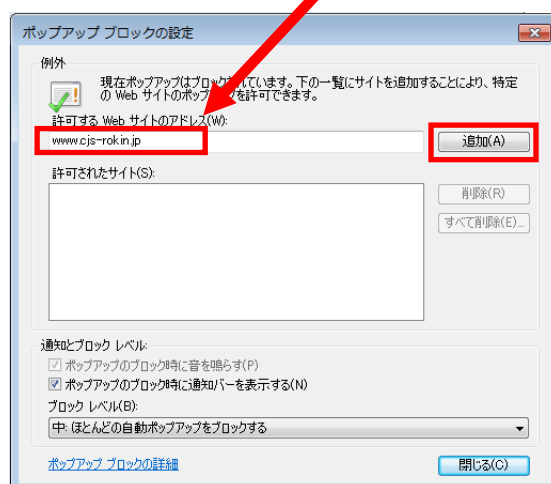 ポップアップ ブロックの設定
例外
現在ポップアップはブロックされています。下の一覧にサイトを追加することにより、特定
の Web サイトのポップアップを許可できます。
許可する Web サイトのアドレス(W):
www.cjs-rokin.jp
追加(A)
許可されたサイト(S):
削除(R)
すべて削除(E)...
通知とブロック レベル:
ポップアップのブロック時に音を鳴らす(P)
ポップアップのブロック時に通知バーを表示する(N)
ブロック レベル(B):
中: ほとんどの自動ポップアップをブロックする
ポップアップ ブロックの詳細
閉じる(C)